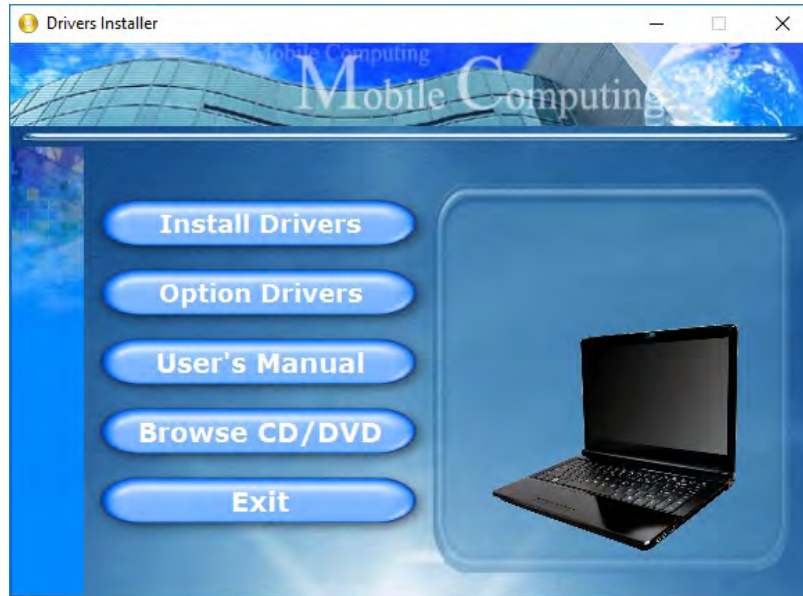 Drivers Installer
Mobile Computing
Mobile Computing
Install Drivers
Option Drivers
User's Manual
Browse CD/DVD
Exit